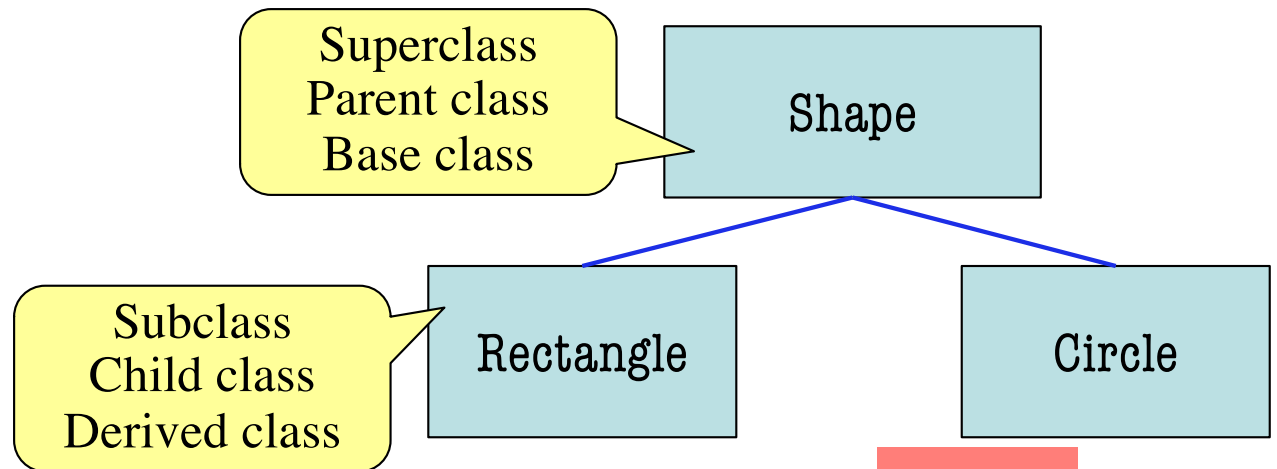 Superclass
Parent class
Base class
Shape
Subclass
Child class
Derived class
Rectangle
Circle